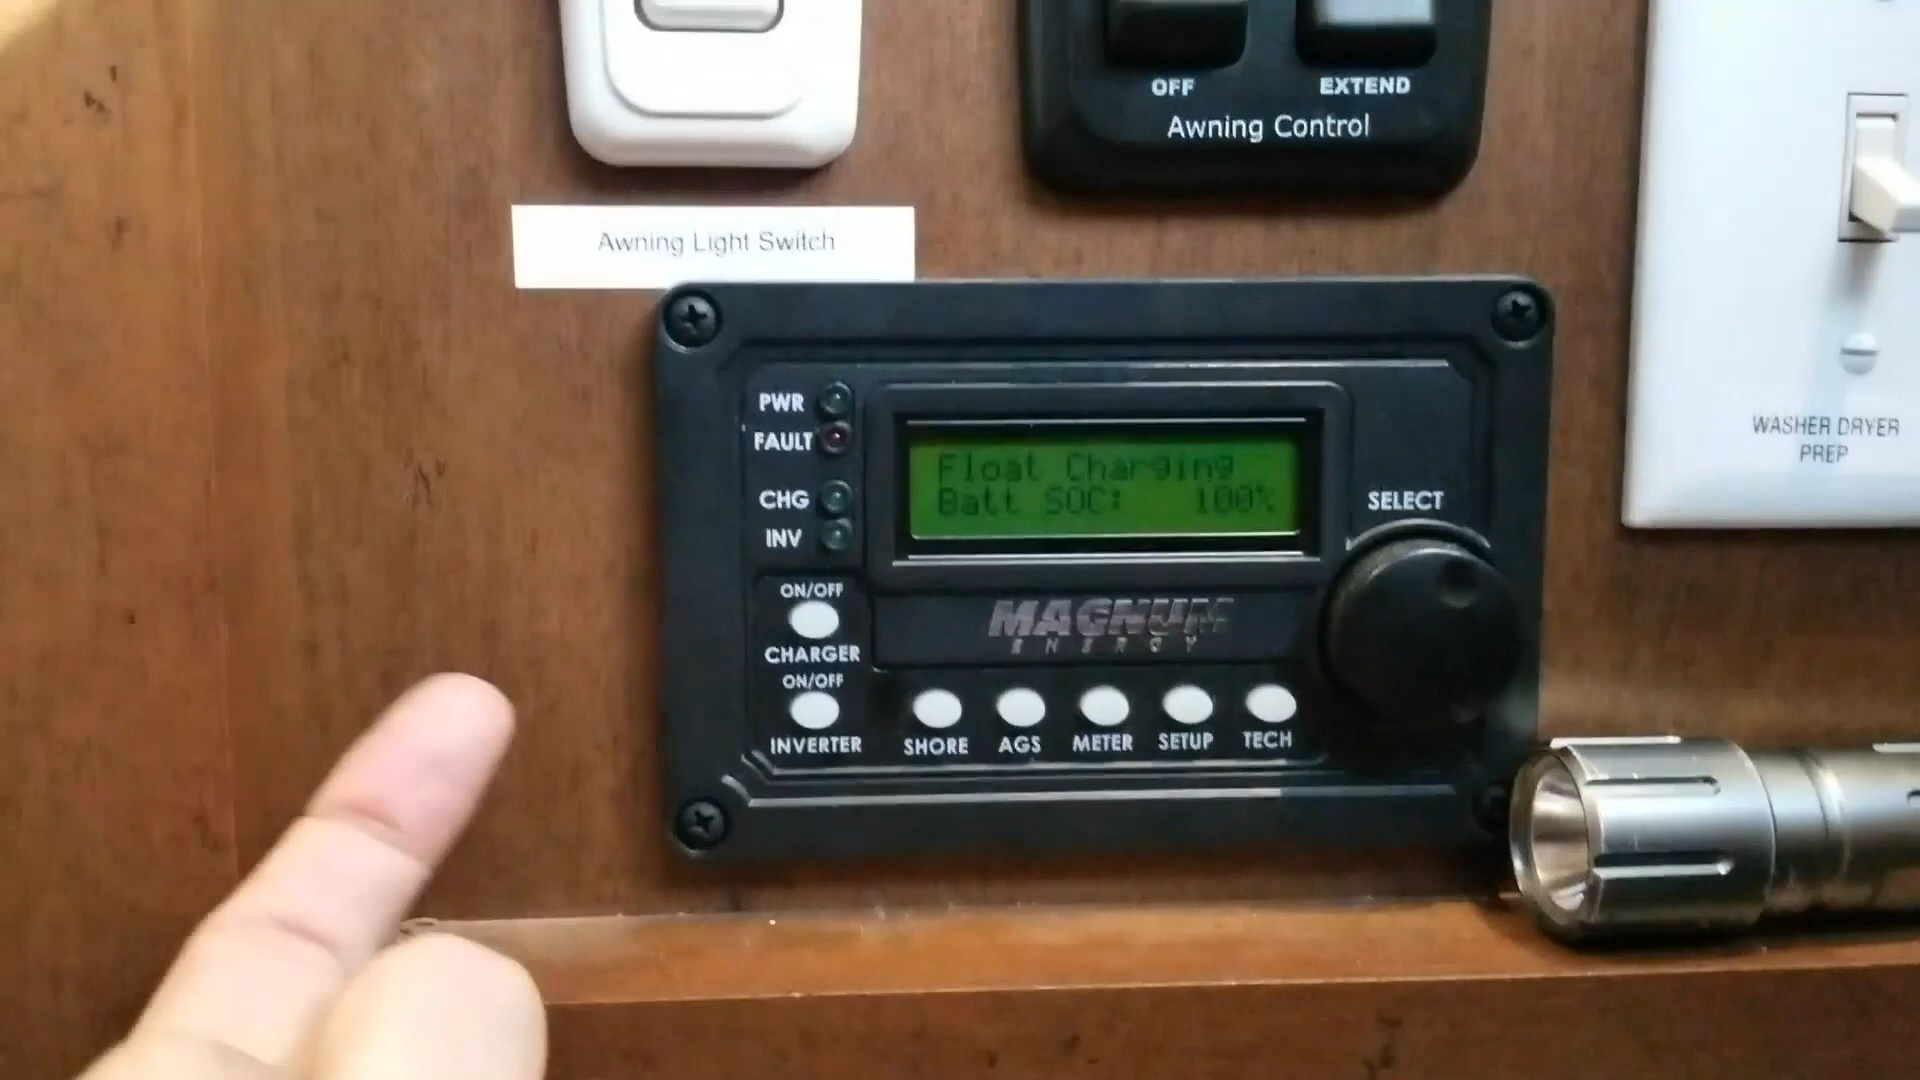 OFF
EXTEND
Awning Control
Awning Light Switch
WASHER DRYER
PREP
PWR
FAULT
CHG
INV
Float Charging
Batt SOC: 100%
SELECT
ON/OFF
CHARGER
ON/OFF
INVERTER
MAGNUM
ENERGY
SHORE
AGS
METER
SETUP
TECH